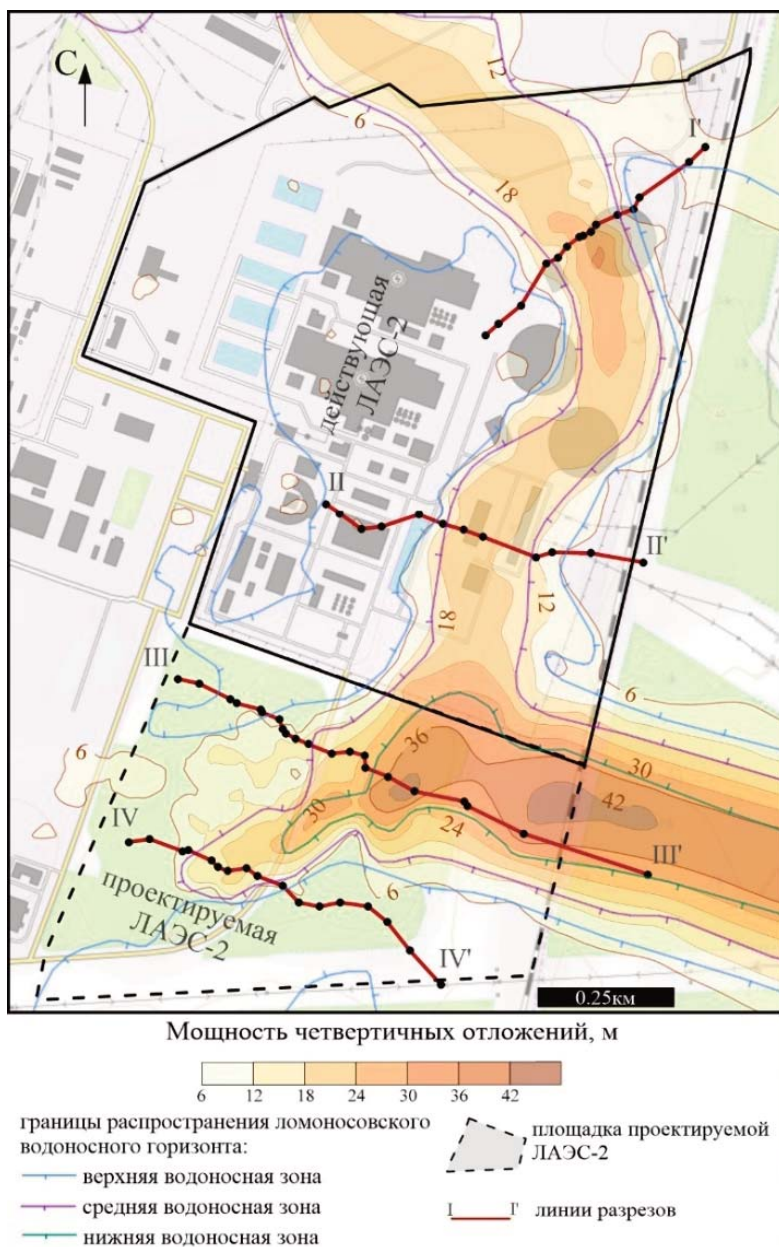 С
12
6
I'
18
действующая
ЛАЭС-2
II
II'
12
18
III
6
6
36
30
30
42
24
IV
III'
6
проектируемая
ЛАЭС-2
IV'
0.25км
Мощность четвертичных отложений, м
6 12 18 24 30 36 42
границы распространения ломоносовского
водоносного горизонта:
верхняя водоносная зона
средняя водоносная зона
нижняя водоносная зона
площадка проектируемой
ЛАЭС-2
I I' линии разрезов